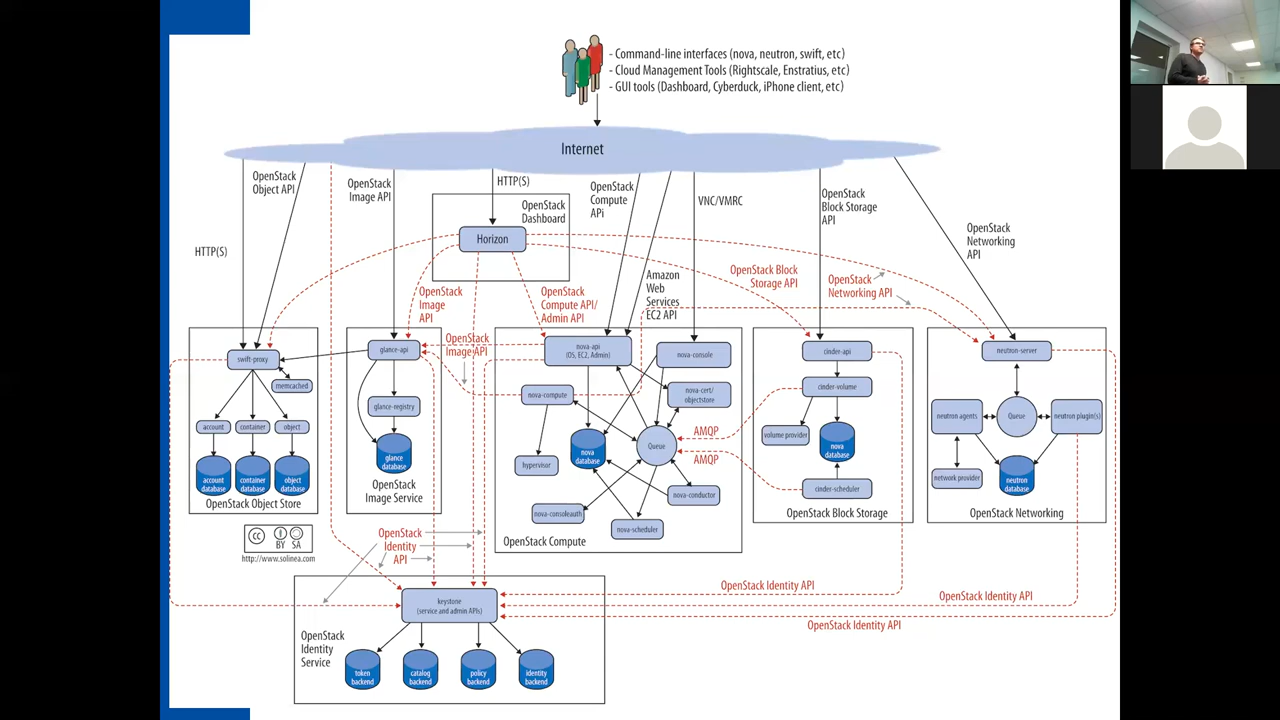 - Command-line interfaces (nova, neutron, swift, etc)
- Cloud Management Tools (Rightscale, Enstratius, etc)
- GUI tools (Dashboard, Cyberduck, iPhone client, etc)
Internet
OpenStack
Object API
HTTP(S)
OpenStack
Image API
HTTP(S)
OpenStack
Dashboard
Horizon
OpenStack
Compute
APi
VNC/VMRC
Amazon
Web
Services
EC2 API
OpenStack
Block Storage
API
OpenStack
Networking
API
OpenStack
Image
API
OpenStack
Compute API/
Admin API
OpenStack Block
Storage API
OpenStack
Networking API
OpenStack
Image API
swift-proxy
memcached
account
container
object
account
database
container
database
object
database
OpenStack Object Store
glance-api
glance-registry
glance
database
OpenStack
Image Service
nova-api
(OS, EC2, Admin)
nova-console
nova-compute
nova-cert/
objectstore
hypervisor
nova
database
Queue
nova-conductor
nova-consoleauth
nova-scheduler
OpenStack Compute
AMQP
AMQP
cinder-api
cinder-volume
volume provider
nova
database
cinder-scheduler
OpenStack Block Storage
neutron-server
neutron agents
Queue
neutron plugin(s)
network provider
neutron
database
OpenStack Networking
cc
BY SA
http://www.solinea.com
OpenStack
Identity
API
OpenStack Identity API
OpenStack Identity API
OpenStack Identity API
keystone
(service and admin APIs)
OpenStack
Identity
Service
token
backend
catalog
backend
policy
backend
identity
backend